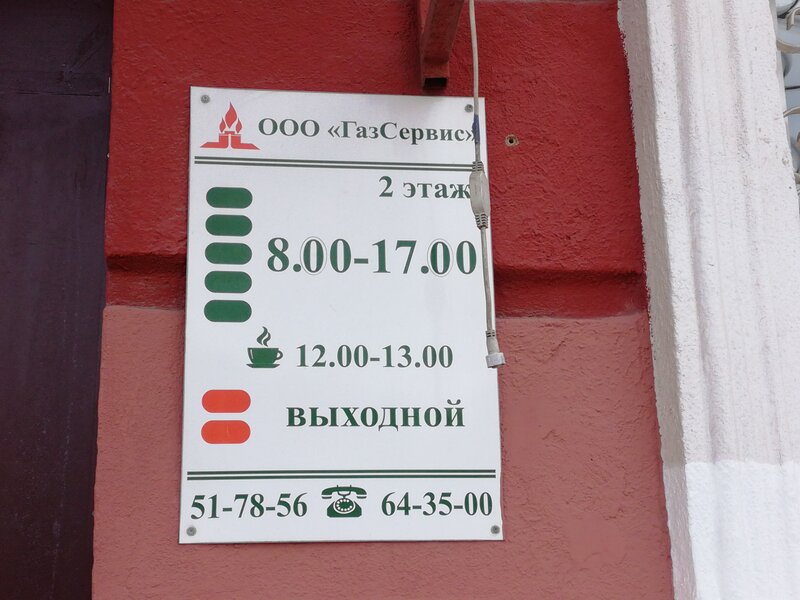 ООО «ГазСервис»
2 этаж
8.00-17.00
12.00-13.00
выходной
51-78-56 64-35-00